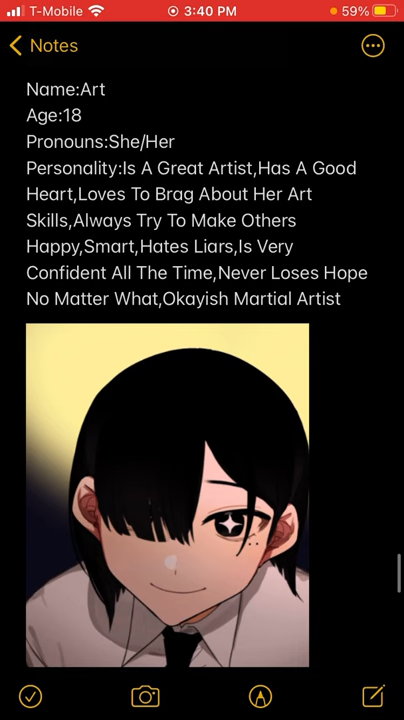 T-Mobile 3:40 PM 59%
Notes
Name:Art
Age:18
Pronouns:She/Her
Personality:Is A Great Artist,Has A Good
Heart,Loves To Brag About Her Art
Skills,Always Try To Make Others
Happy,Smart,Hates Liars,Is Very
Confident All The Time,Never Loses Hope
No Matter What,Okayish Martial Artist